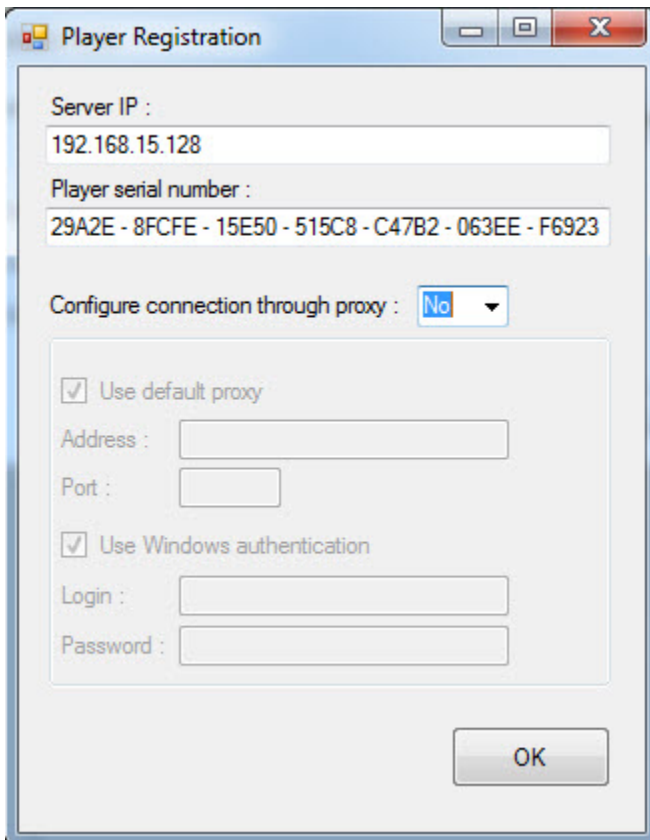 Player Registration
Server IP :
192.168.15.128
Player serial number :
29A2E - 8FCFE - 15E50 - 515C8 - C47B2 - 063EE - F6923
Configure connection through proxy : No
Use default proxy
Address :
Port :
Use Windows authentication
Login :
Password :
OK